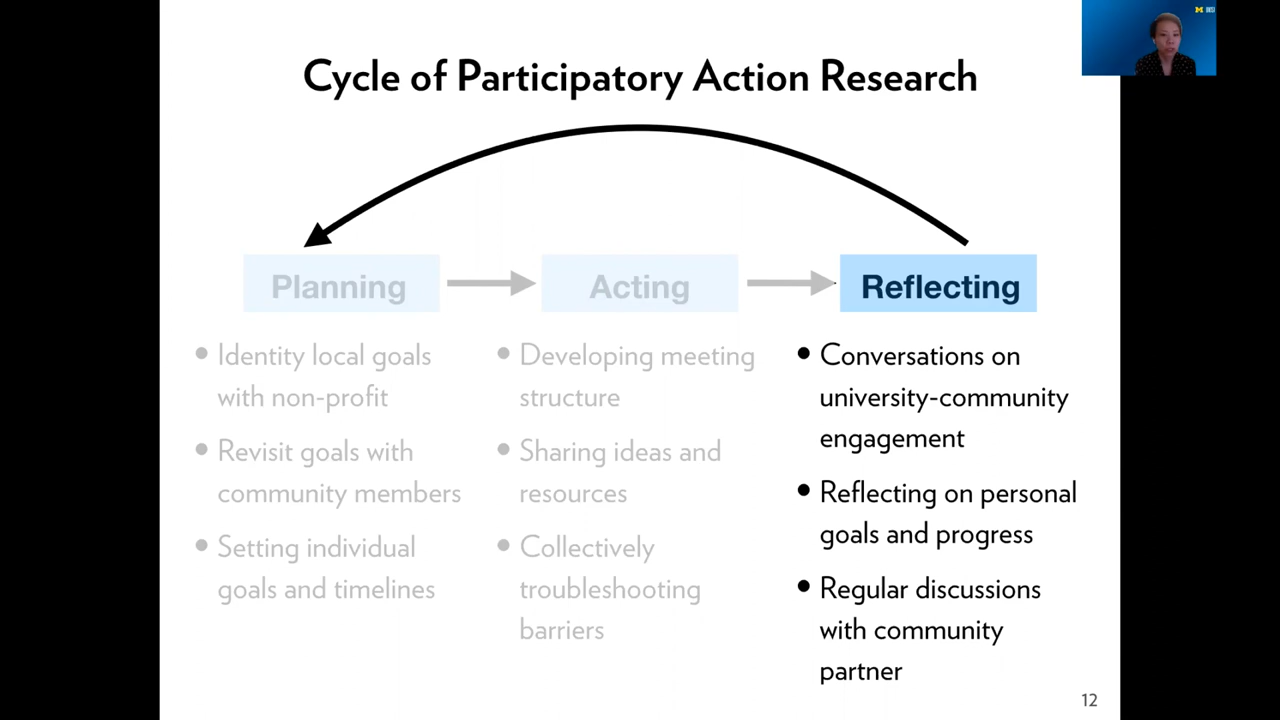 Cycle of Participatory Action Research
Planning
Acting
Reflecting
• Identity local goals
with non-profit
• Revisit goals with
community members
• Setting individual
goals and timelines
• Developing meeting
structure
• Sharing ideas and
resources
• Collectively
troubleshooting
barriers
• Conversations on
university-community
engagement
• Reflecting on personal
goals and progress
• Regular discussions
with community
partner
12